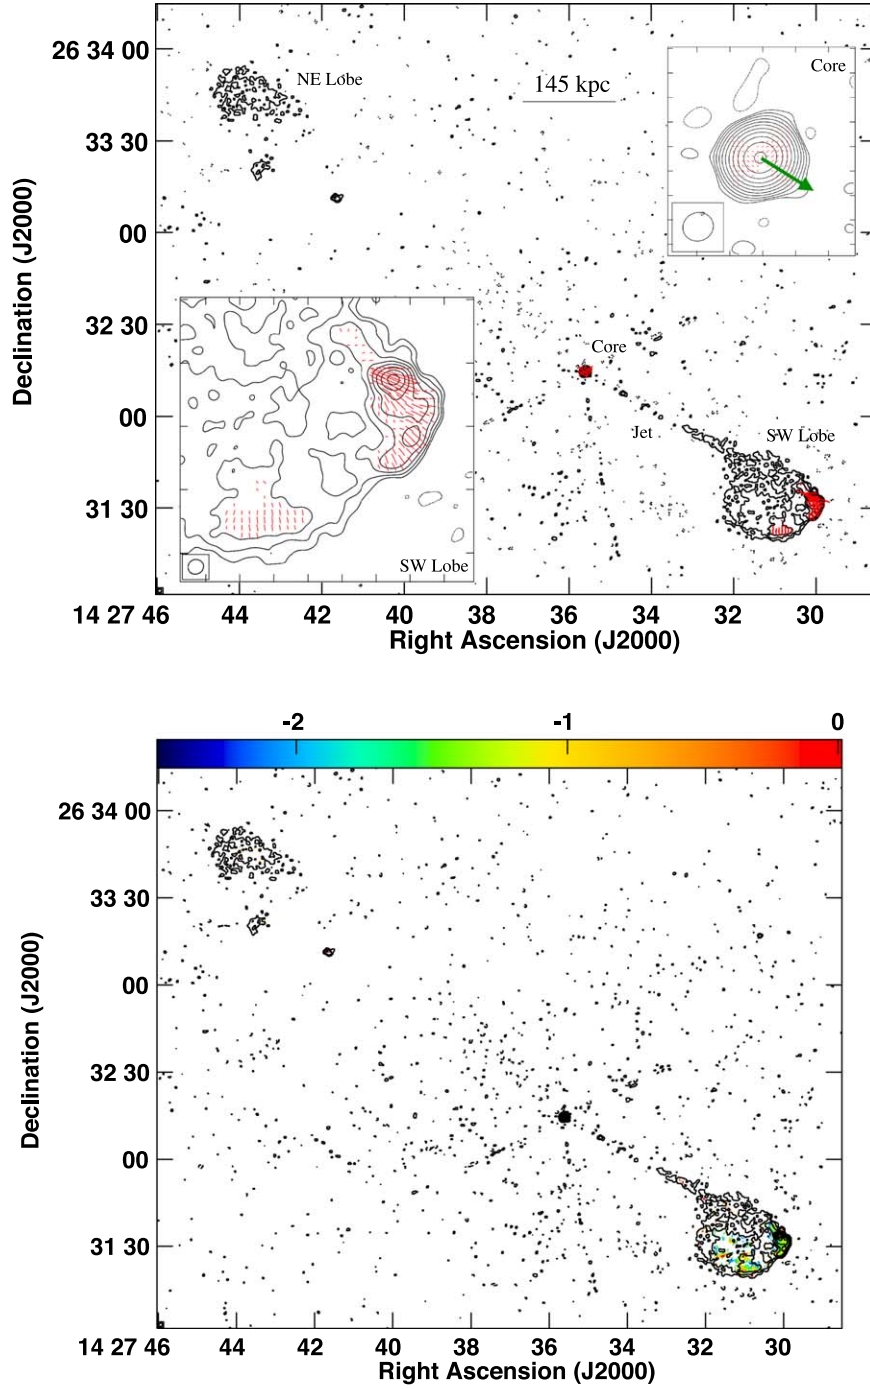 26 34 00
NE Lobe
145 kpc
Core
33 30
00
32 30
Core
00
Jet
SW Lobe
31 30
SW Lobe
14 27 46
44
42
40
38
36
34
32
30
Right Ascension (J2000)
Declination (J2000)
-2
-1
0
26 34 00
33 30
00
32 30
00
31 30
14 27 46
44
42
40
38
36
34
32
30
Right Ascension (J2000)
Declination (J2000)